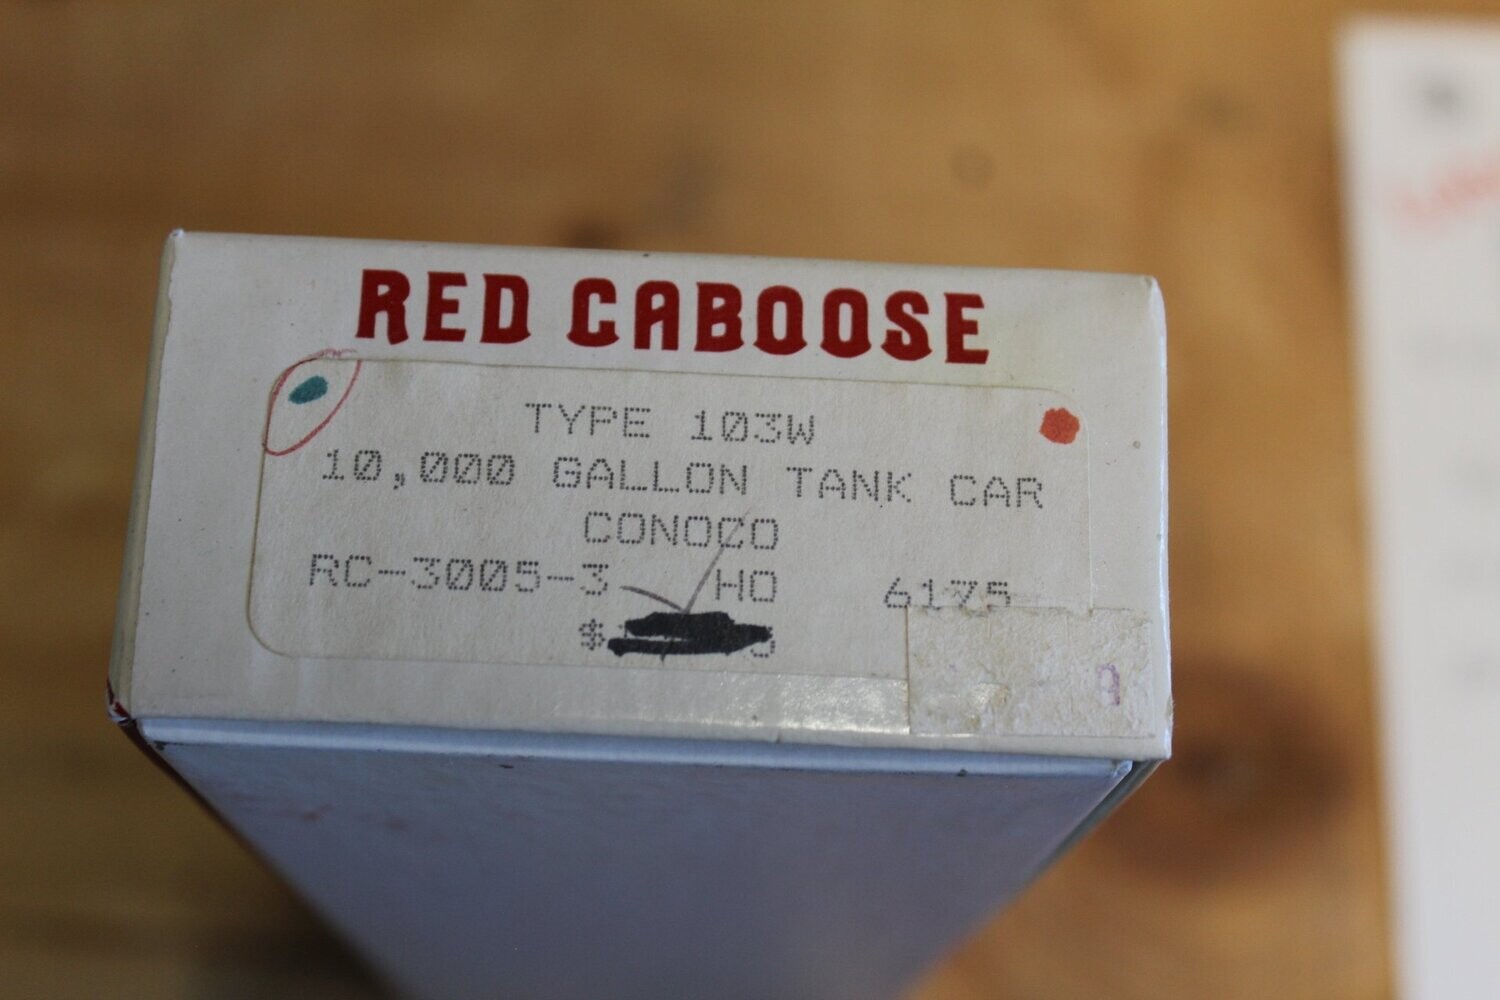 RED CABOOSE
TYPE 103W
10,000 GALLON TANK CAR
CONOCO
RC-3005-3 HO 6175
$